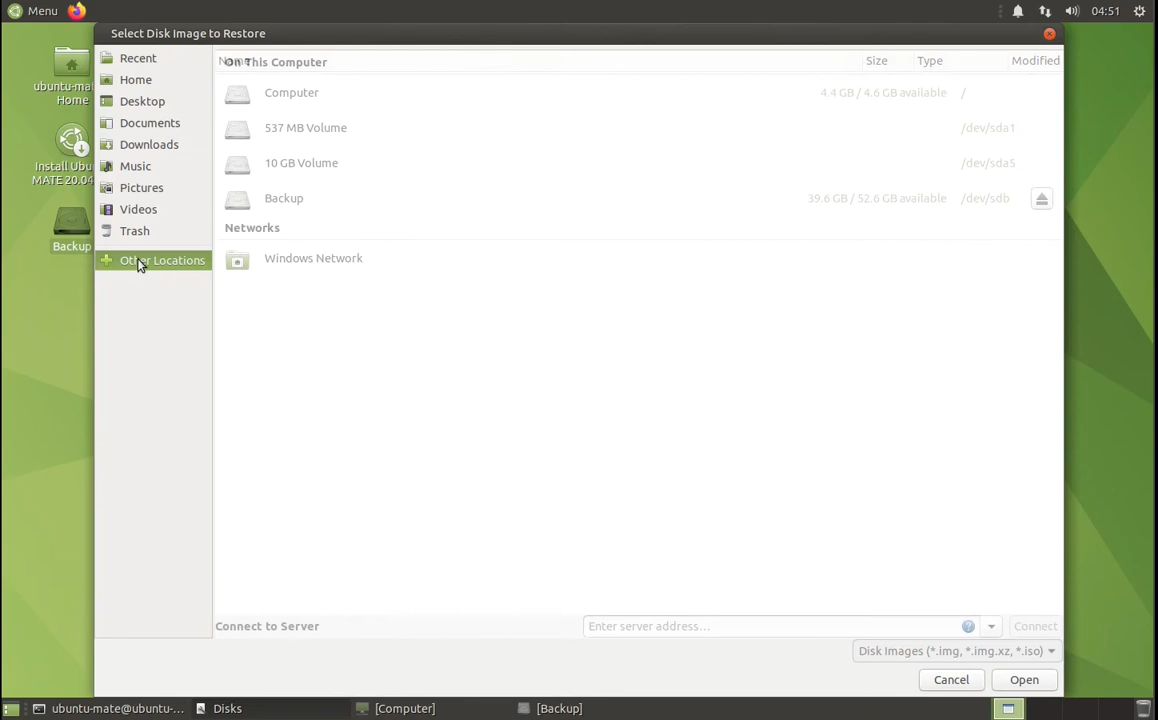 Menu
04:51
Select Disk Image to Restore
Recent
Home
Desktop
Documents
Downloads
Music
Pictures
Videos
Trash
Other Locations
On This Computer
Size
Type
Modified
Computer
4.4 GB / 4.6 GB available
/
537 MB Volume
/dev/sda1
10 GB Volume
/dev/sda5
Backup
39.6 GB / 52.6 GB available
/dev/sdb
Networks
Windows Network
Connect to Server
Enter server address...
Connect
Disk Images (*.img, *.img.xz, *.iso)
Cancel
Open
ubuntu-mat
Home
Install Ubu
MATE 20.04
Backup
ubuntu-mate@ubuntu-...
Disks
[Computer]
[Backup]